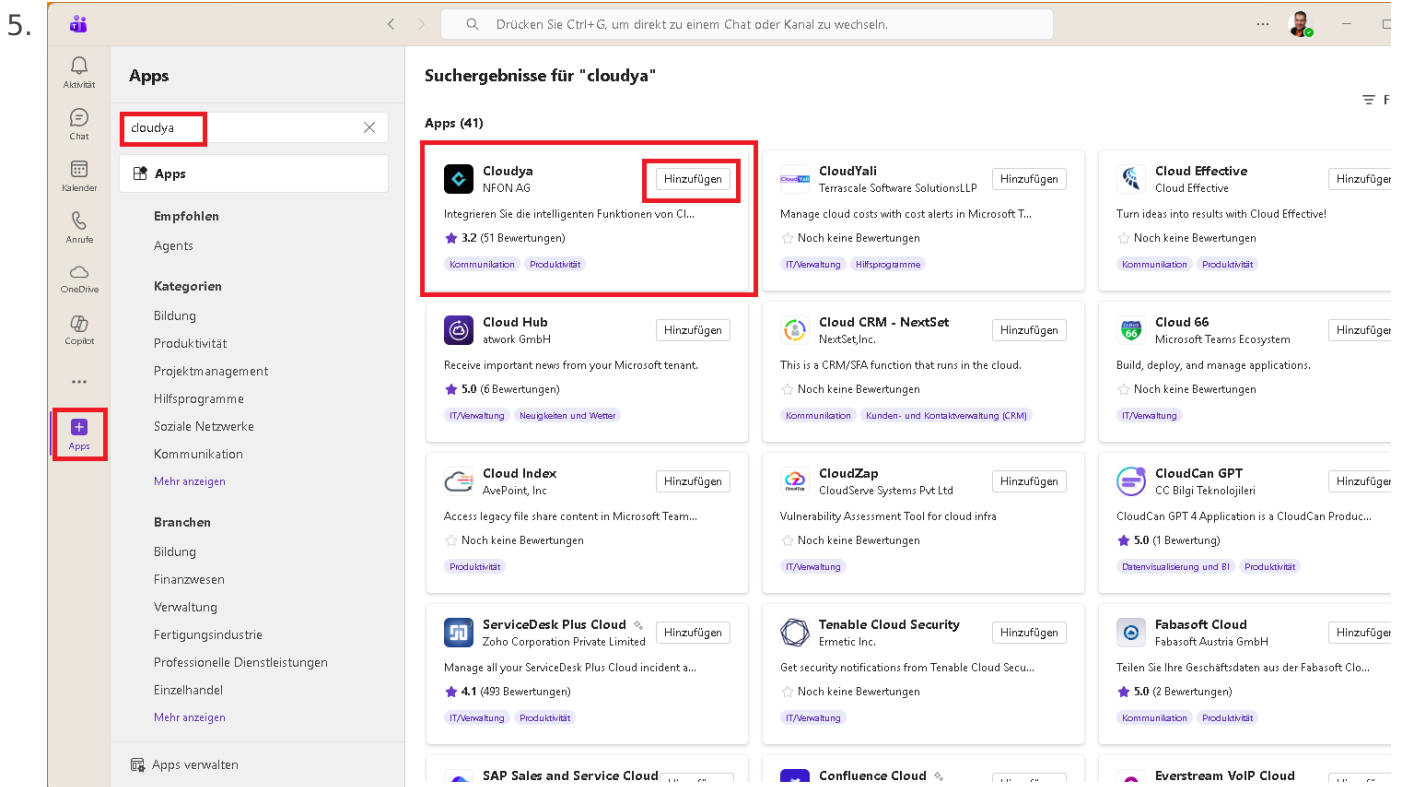 5.
Drücken Sie Ctrl+G, um direkt zu einem Chat oder Kanal zu wechseln.
Aktivität
Chat
Kalender
Anrufe
OneDrive
Copilot
Apps
Apps
cloudya
Apps
Empfohlen
Agents
Kategorien
Bildung
Produktivität
Projektmanagement
Hilfsprogramme
Soziale Netzwerke
Kommunikation
Mehr anzeigen
Branchen
Bildung
Finanzwesen
Verwaltung
Fertigungsindustrie
Professionelle Dienstleistungen
Einzelhandel
Mehr anzeigen
Apps verwalten
Suchergebnisse für "cloudya"
F
Apps (41)
Cloudya
NFON AG
Hinzufügen
Integrieren Sie die intelligenten Funktionen von Cl...
3.2 (51 Bewertungen)
Kommunikation Produktivität
CloudYali
CloudYali
Terrascale Software SolutionsLLP
Hinzufügen
Manage cloud costs with cost alerts in Microsoft T...
Noch keine Bewertungen
IT/Verwaltung Hilfsprogramme
Cloud Effective
Cloud Effective
Hinzufügen
Turn ideas into results with Cloud Effective!
Noch keine Bewertungen
Kommunikation Produktivität
Cloud Hub
atwork GmbH
Hinzufügen
Receive important news from your Microsoft tenant.
5.0 (6 Bewertungen)
IT/Verwaltung Neuigkeiten und Wetter
Cloud CRM - NextSet
NextSet,Inc.
Hinzufügen
This is a CRM/SFA function that runs in the cloud.
Noch keine Bewertungen
Kommunikation Kunden- und Kontaktverwaltung (CRM)
66
Cloud 66
Microsoft Teams Ecosystem
Hinzufügen
Build, deploy, and manage applications.
Noch keine Bewertungen
IT/Verwaltung
Cloud Index
AvePoint, Inc
Hinzufügen
Access legacy file share content in Microsoft Team...
Noch keine Bewertungen
Produktivität
CloudZap
CloudServe Systems Pvt Ltd
Hinzufügen
Vulnerability Assessment Tool for cloud infra
Noch keine Bewertungen
IT/Verwaltung
CloudCan GPT
CC Bilgi Teknolojileri
Hinzufügen
CloudCan GPT 4 Application is a CloudCan Produc...
5.0 (1 Bewertung)
Datenvisualisierung und BI Produktivität
ServiceDesk Plus Cloud
Zoho Corporation Private Limited
Hinzufügen
Manage all your ServiceDesk Plus Cloud incident a...
4.1 (493 Bewertungen)
IT/Verwaltung Produktivität
Tenable Cloud Security
Ermetic Inc.
Hinzufügen
Get security notifications from Tenable Cloud Secu...
Noch keine Bewertungen
IT/Verwaltung
Fabasoft Cloud
Fabasoft Austria GmbH
Hinzufügen
Teilen Sie Ihre Geschäftsdaten aus der Fabasoft Clo...
5.0 (2 Bewertungen)
Kommunikation Produktivität
SAP Sales and Service Cloud
Confluence Cloud
Everstream VoIP Cloud